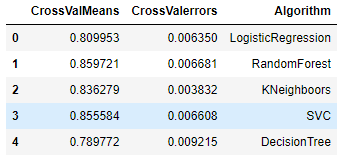 CrossValMeans CrossValerrors Algorithm
0 0.809953 0.006350 LogisticRegression
1 0.859721 0.006681 RandomForest
2 0.836279 0.003832 KNeighboors
3 0.855584 0.006608 SVC
4 0.789772 0.009215 DecisionTree